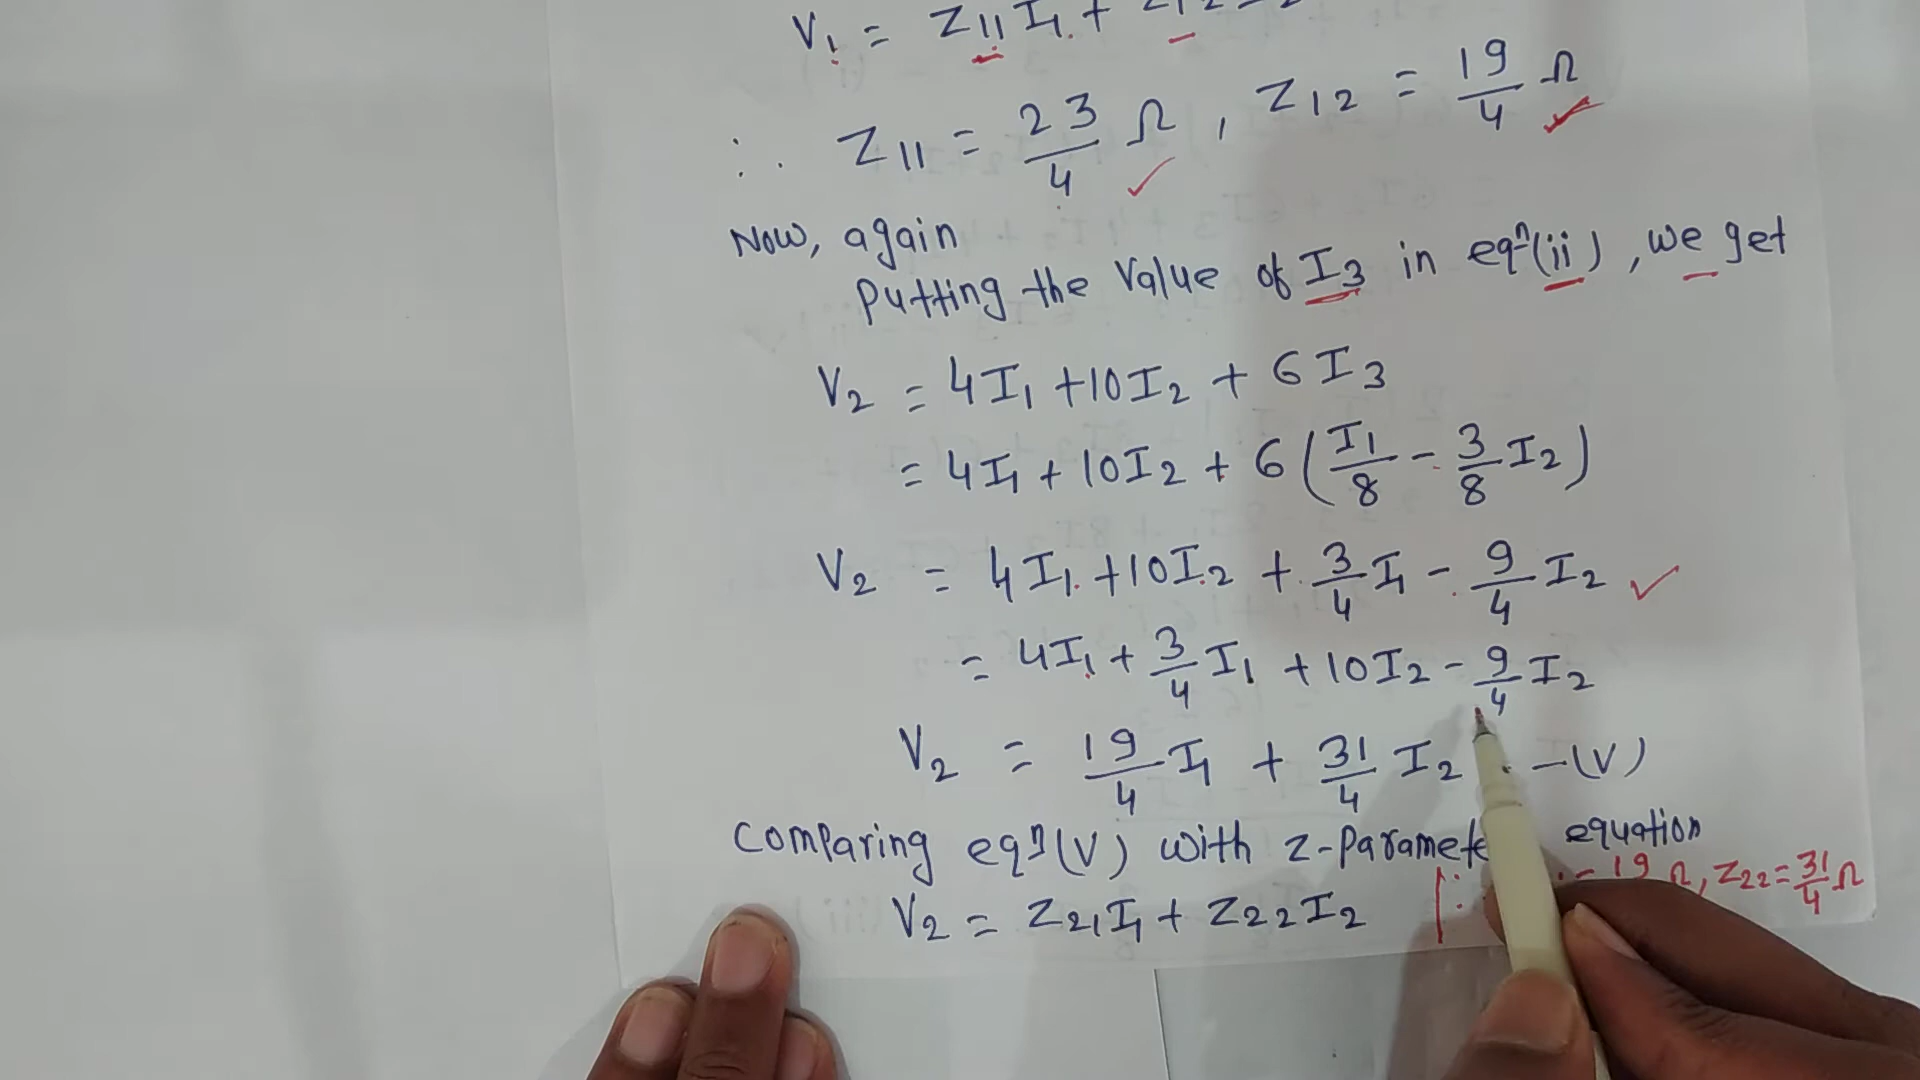 V₁ = Z₁₁I₁ +
∴ Z₁₁ = 23/4 Ω, Z₁₂ = 19/4 Ω
Now, again
Putting the value of I₃ in eqⁿ(ii), we get
V₂ = 4I₁ + 10I₂ + 6I₃
= 4I₁ + 10I₂ + 6(I₁/8 - 3/8 I₂)
V₂ = 4I₁ + 10I₂ + 3/4 I₁ - 9/4 I₂
= 4I₁ + 3/4 I₁ + 10I₂ - 9/4 I₂
V₂ = 19/4 I₁ + 31/4 I₂ -(V)
Comparing eqⁿ(V) with z-Paramete equation
V₂ = Z₂₁I₁ + Z₂₂I₂
= 19 Ω, Z₂₂ = 31/4 Ω